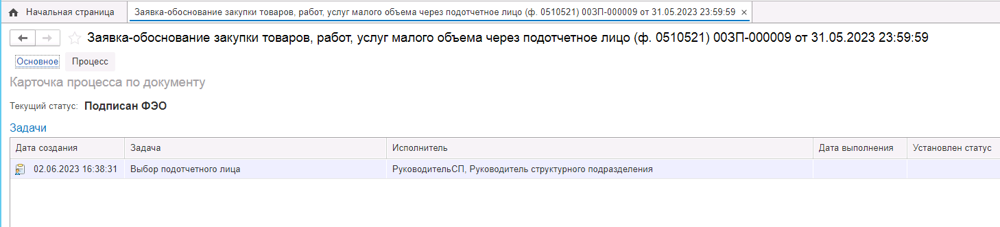 Начальная страница
Заявка-обоснование закупки товаров, работ, услуг малого объема через подотчетное лицо (ф. 0510521) 00ЗП-000009 от 31.05.2023 23:59:59 ×
Заявка-обоснование закупки товаров, работ, услуг малого объема через подотчетное лицо (ф. 0510521) 00ЗП-000009 от 31.05.2023 23:59:59
Основное Процесс
Карточка процесса по документу
Текущий статус: Подписан ФЭО
Задачи
Дата создания Задача Исполнитель Дата выполнения Установлен статус
02.06.2023 16:38:31 Выбор подотчетного лица РуководительСП, Руководитель структурного подразделения